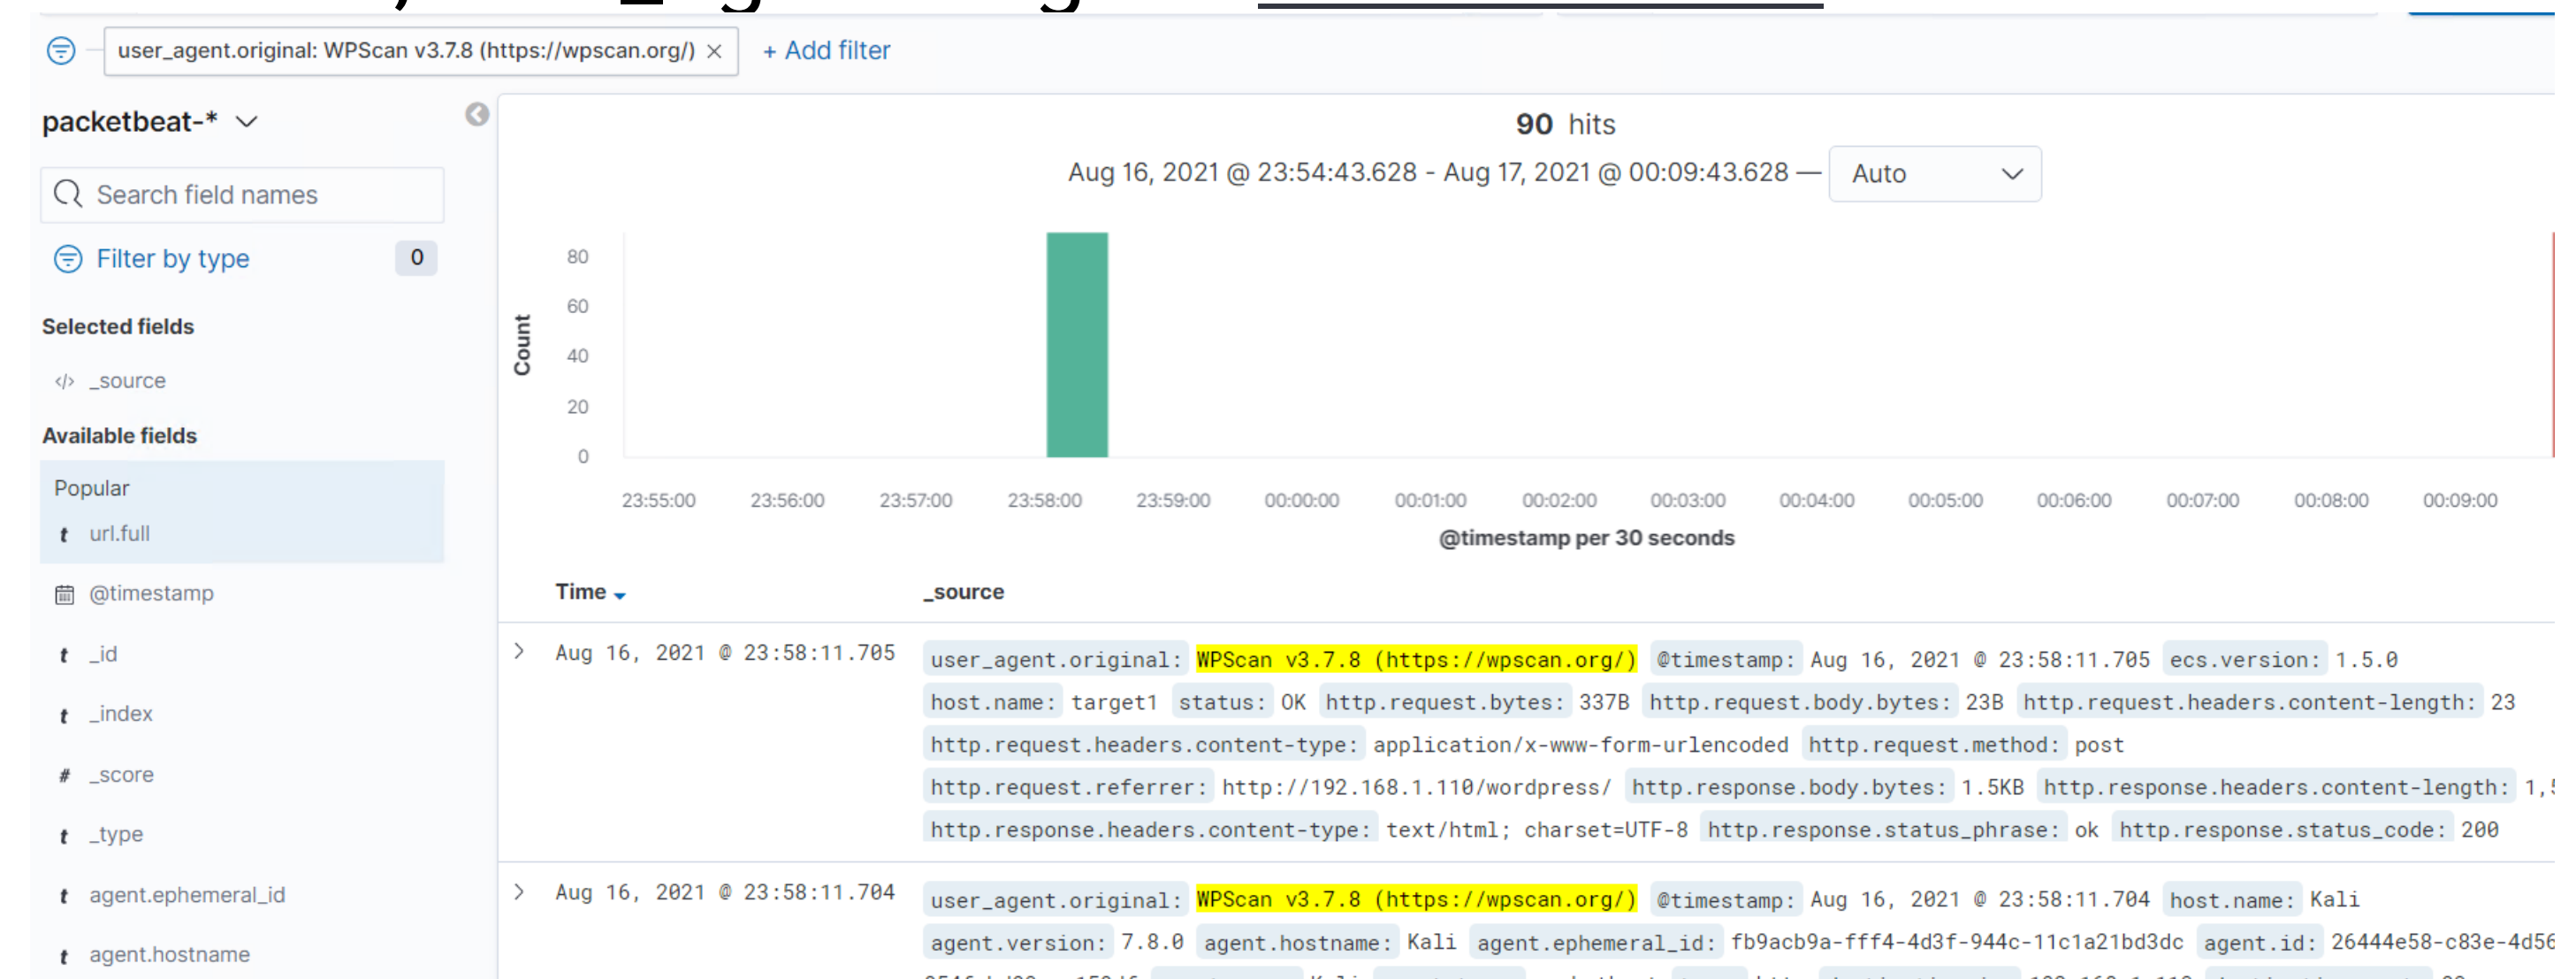 user_agent.original: WPScan v3.7.8 (https://wpscan.org/) × + Add filter
packetbeat-*
Search field names
Filter by type 0
Selected fields
</> _source
Available fields
Popular
t url.full
@timestamp
t _id
t _index
# _score
t _type
t agent.ephemeral_id
t agent.hostname
90 hits
Aug 16, 2021 @ 23:54:43.628 - Aug 17, 2021 @ 00:09:43.628 — Auto
Count
80
60
40
20
0
23:55:00 23:56:00 23:57:00 23:58:00 23:59:00 00:00:00 00:01:00 00:02:00 00:03:00 00:04:00 00:05:00 00:06:00 00:07:00 00:08:00 00:09:00
@timestamp per 30 seconds
Time _source
Aug 16, 2021 @ 23:58:11.705 user_agent.original: WPScan v3.7.8 (https://wpscan.org/) @timestamp: Aug 16, 2021 @ 23:58:11.705 ecs.version: 1.5.0
host.name: target1 status: OK http.request.bytes: 337B http.request.body.bytes: 23B http.request.headers.content-length: 23
http.request.headers.content-type: application/x-www-form-urlencoded http.request.method: post
http.request.referrer: http://192.168.1.110/wordpress/ http.response.body.bytes: 1.5KB http.response.headers.content-length: 1,5
http.response.headers.content-type: text/html; charset=UTF-8 http.response.status_phrase: ok http.response.status_code: 200
Aug 16, 2021 @ 23:58:11.704 user_agent.original: WPScan v3.7.8 (https://wpscan.org/) @timestamp: Aug 16, 2021 @ 23:58:11.704 host.name: Kali
agent.version: 7.8.0 agent.hostname: Kali agent.ephemeral_id: fb9acb9a-fff4-4d3f-944c-11c1a21bd3dc agent.id: 26444e58-c83e-4d56